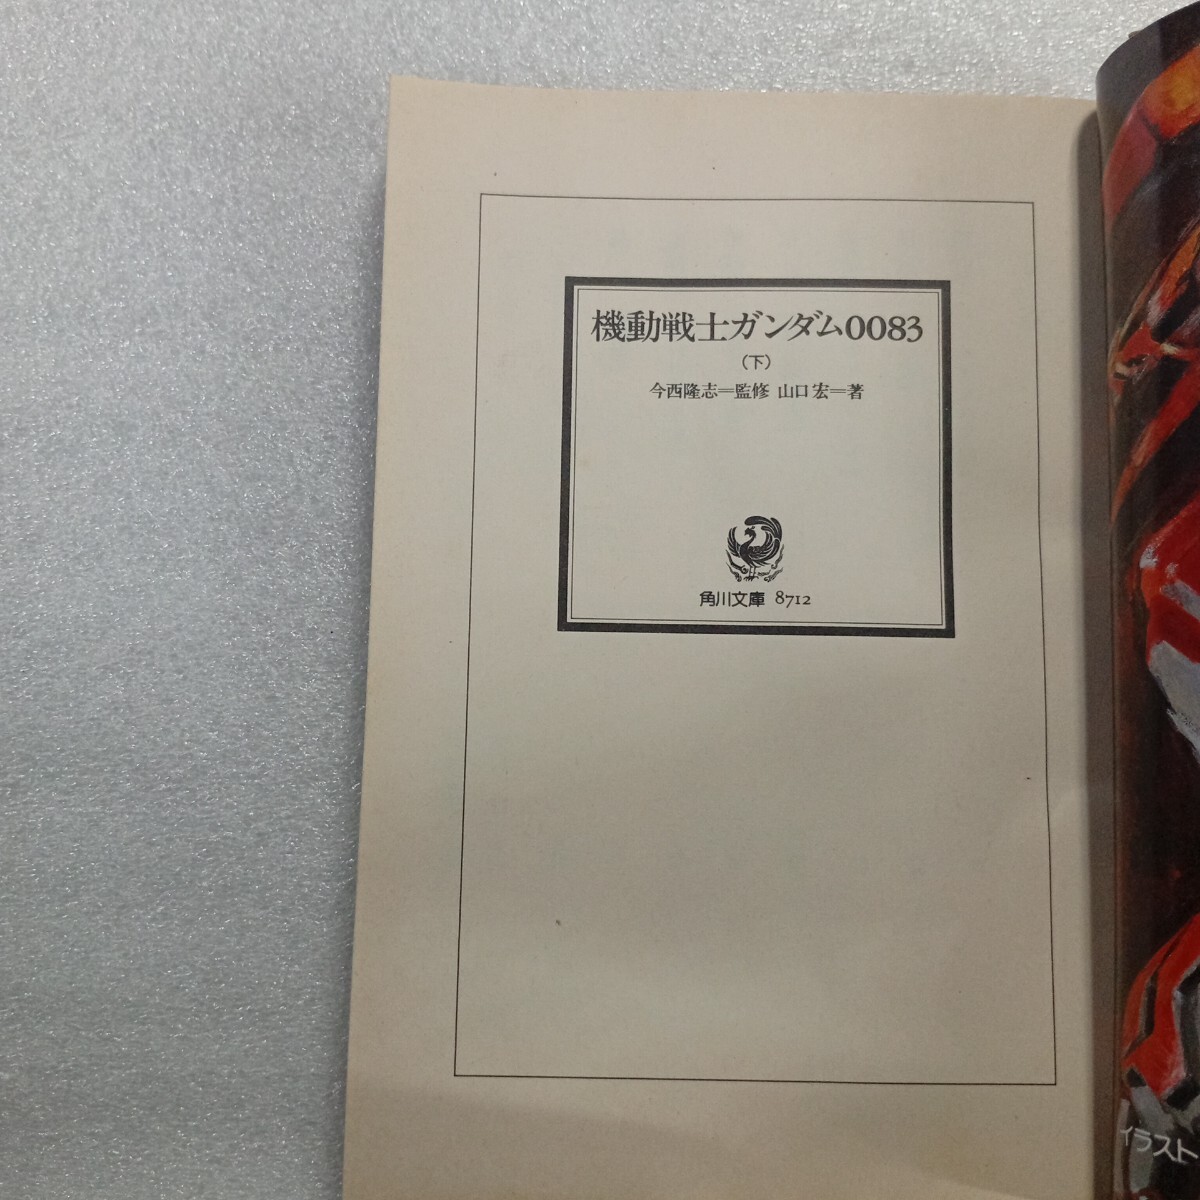 機動戦士ガンダム0083
(下)
今西隆志=監修 山口 宏=著
角川文庫 8712
イラスト